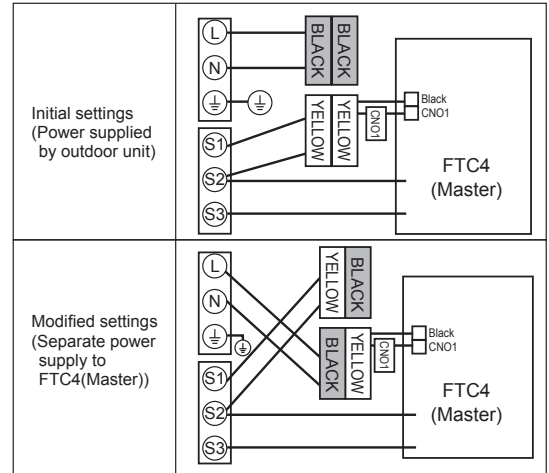 Initial settings
(Power supplied
by outdoor unit)
L
N
S1
S2
S3
BLACK
BLACK
YELLOW
YELLOW
CNO1
Black
CNO1
FTC4
(Master)
Modified settings
(Separate power
supply to
FTC4(Master))
L
N
S1
S2
S3
YELLOW
BLACK
BLACK
YELLOW
CNO1
Black
CNO1
FTC4
(Master)